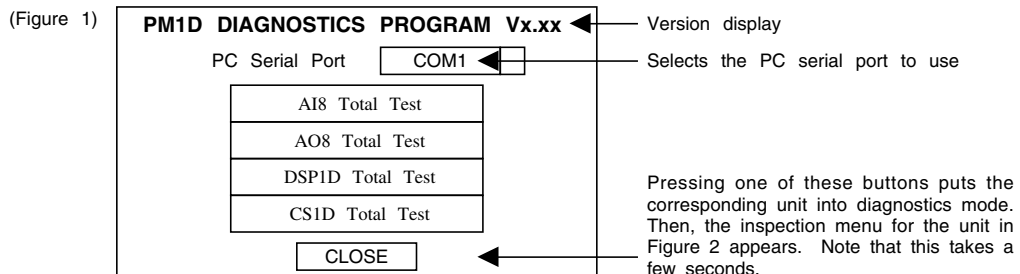 (Figure 1)
PM1D DIAGNOSTICS PROGRAM Vx.xx
Version display
PC Serial Port COM1
Selects the PC serial port to use
AI8 Total Test
AO8 Total Test
DSP1D Total Test
CS1D Total Test
CLOSE
Pressing one of these buttons puts the
corresponding unit into diagnostics mode.
Then, the inspection menu for the unit in
Figure 2 appears. Note that this takes a
few seconds.